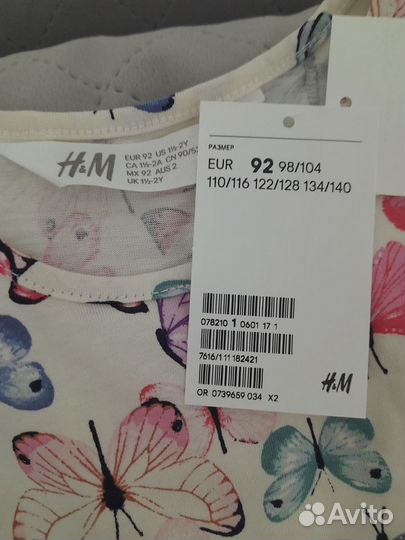 H&M
EUR 92 US 1½-2Y
CA 1½-2A CN 90/52
MX 92 AUS 2
UK 1½-2Y
РАЗМЕР
EUR 92 98/104
110/116 122/128 134/140
078210 1 0601 17 1
7616/1 11 182421
OR 0739659 034 X2
H&M
Avito